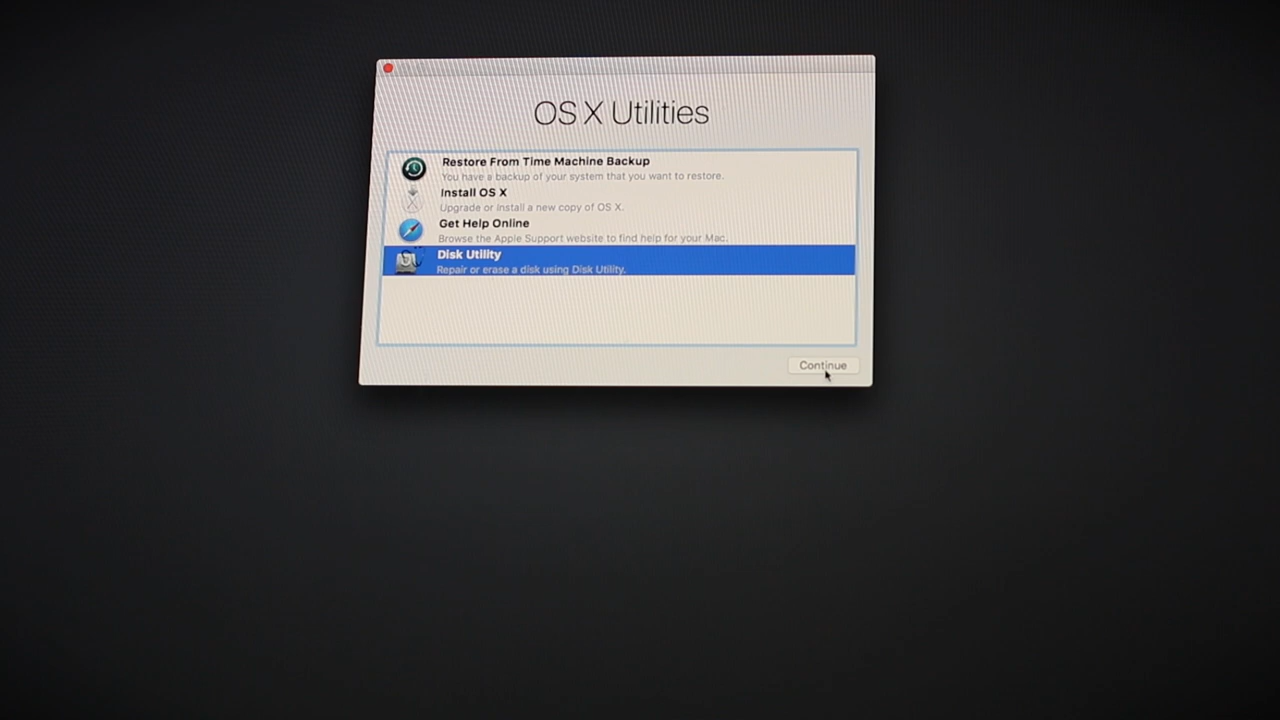 OS X Utilities
Restore From Time Machine Backup
You have a backup of your system that you want to restore.
Install OS X
Upgrade or install a new copy of OS X.
Get Help Online
Browse the Apple Support website to find help for your Mac.
Disk Utility
Repair or erase a disk using Disk Utility.
Continue